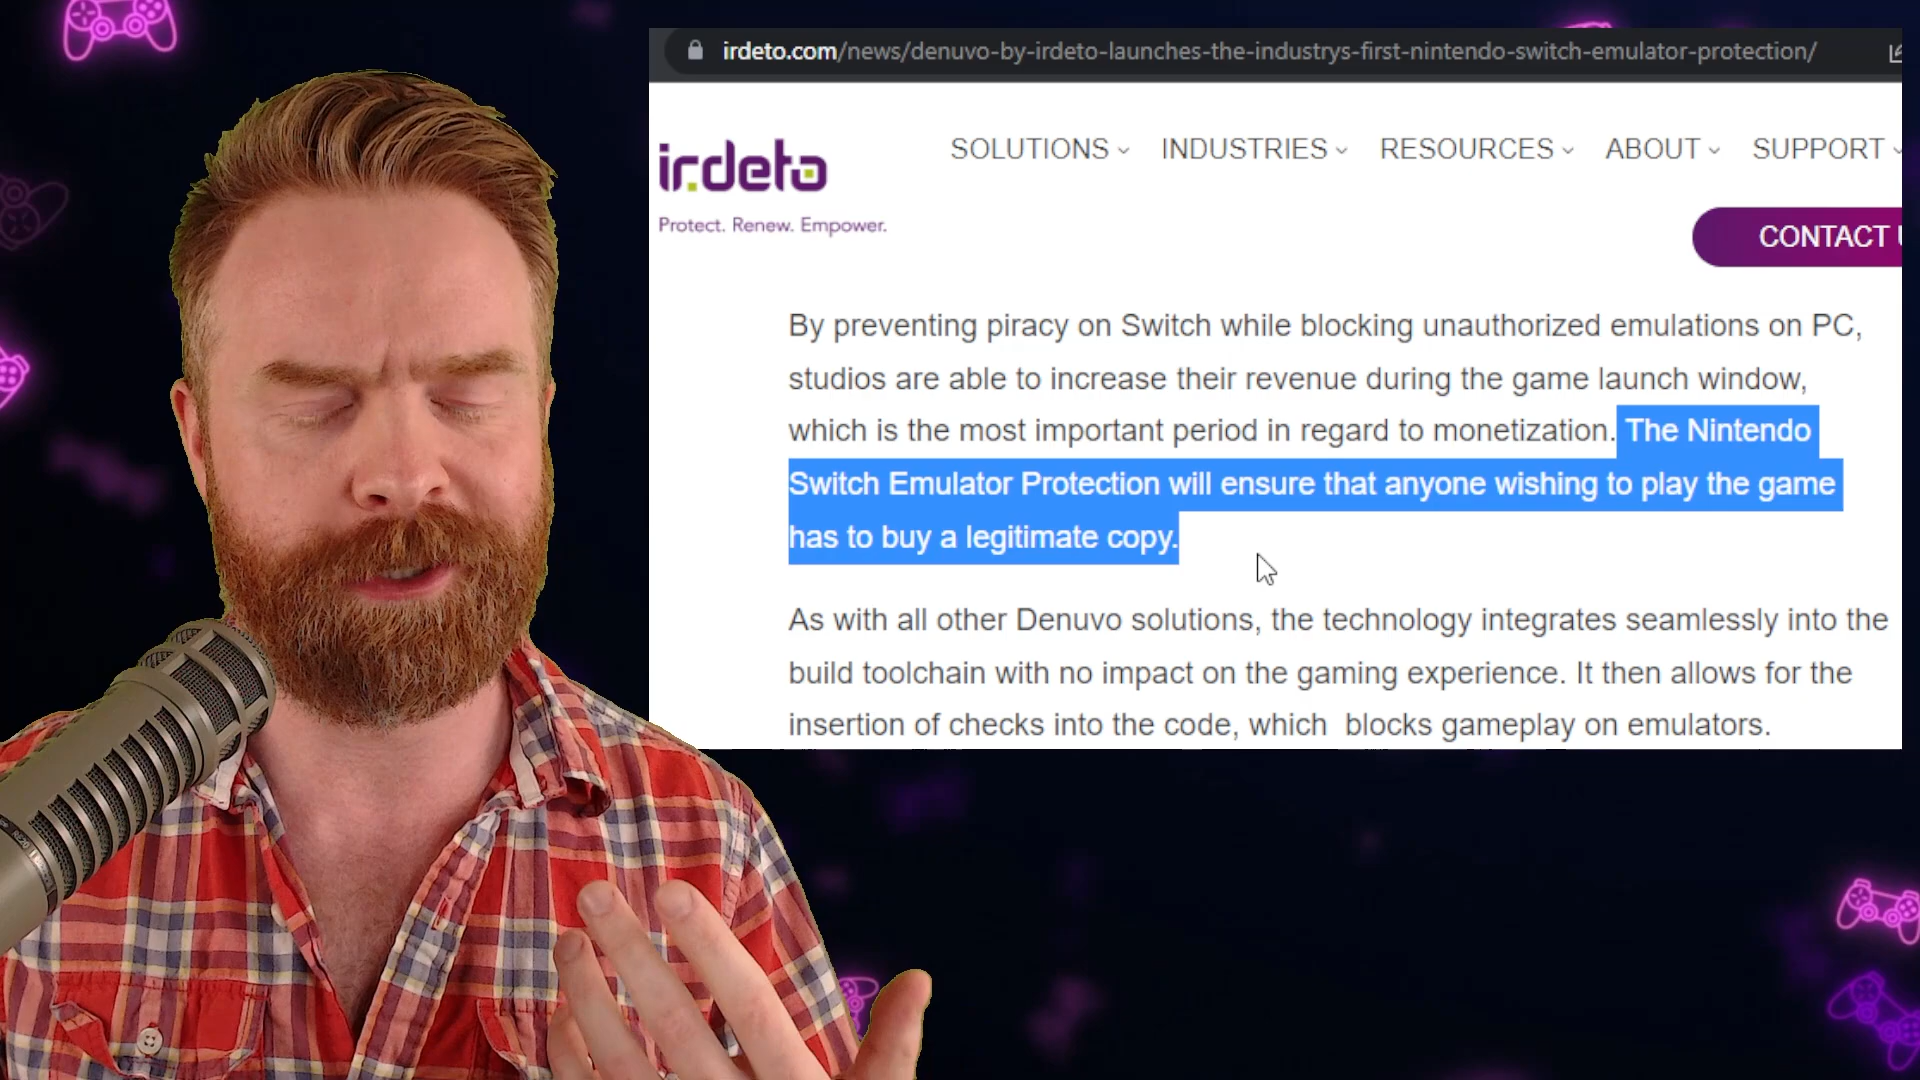 irdeto.com/news/denuvo-by-irdeto-launches-the-industrys-first-nintendo-switch-emulator-protection/
irdeto
Protect. Renew. Empower.
SOLUTIONS INDUSTRIES RESOURCES ABOUT SUPPORT
CONTACT
By preventing piracy on Switch while blocking unauthorized emulations on PC,
studios are able to increase their revenue during the game launch window,
which is the most important period in regard to monetization. The Nintendo
Switch Emulator Protection will ensure that anyone wishing to play the game
has to buy a legitimate copy.
As with all other Denuvo solutions, the technology integrates seamlessly into the
build toolchain with no impact on the gaming experience. It then allows for the
insertion of checks into the code, which  blocks gameplay on emulators.